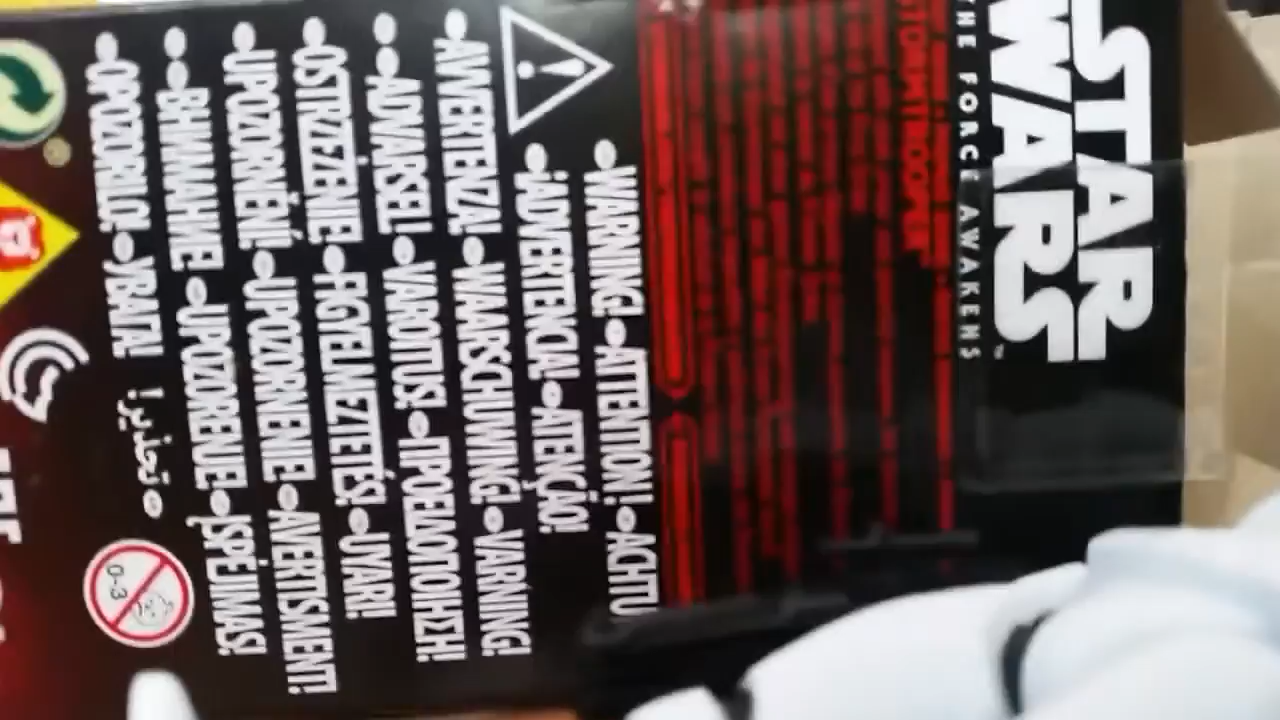 STAR
WARS
THE FORCE AWAKENS
STORMTROOPER
WARNING! ATTENTION! ACHTU
¡ADVERTENCIA! ATENÇÃO!
AVVERTENZA! WAARSCHUWING! VARNING!
ADVARSEL! VAROITUS! ΠΡΟΕΙΔΟΠΟΙΗΣΗ!
OSTRZEŻENIE! FIGYELMEZTETÉS! UYARI!
UPOZORNĚNÍ! UPOZORNENIE! AVERTISMENT!
ВНИМАНИЕ! UPOZORENJE! ĮSPĖJIMAS!
OPOZORILO! УВАГА! تحذير!
0-3